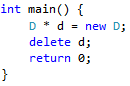 int main() {
    D * d = new D;
    delete d;
    return 0;
}